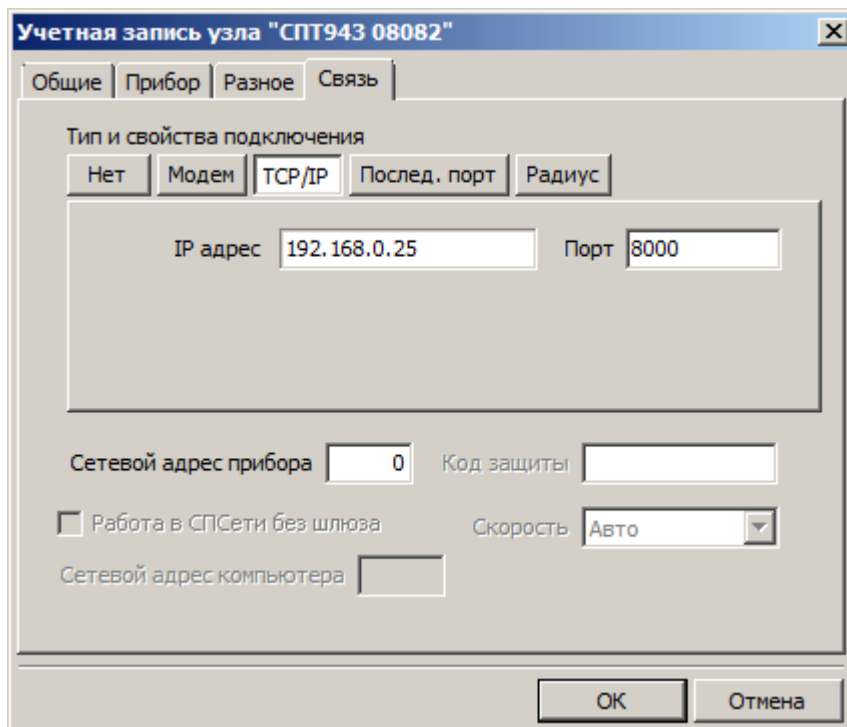 Учетная запись узла "СПТ943 08082"
Общие Прибор Разное Связь
Тип и свойства подключения
Нет Модем TCP/IP Послед. порт Радиус
IP адрес 192.168.0.25 Порт 8000
Сетевой адрес прибора 0 Код защиты
Работа в СПСети без шлюза Скорость Авто
Сетевой адрес компьютера
ОК Отмена